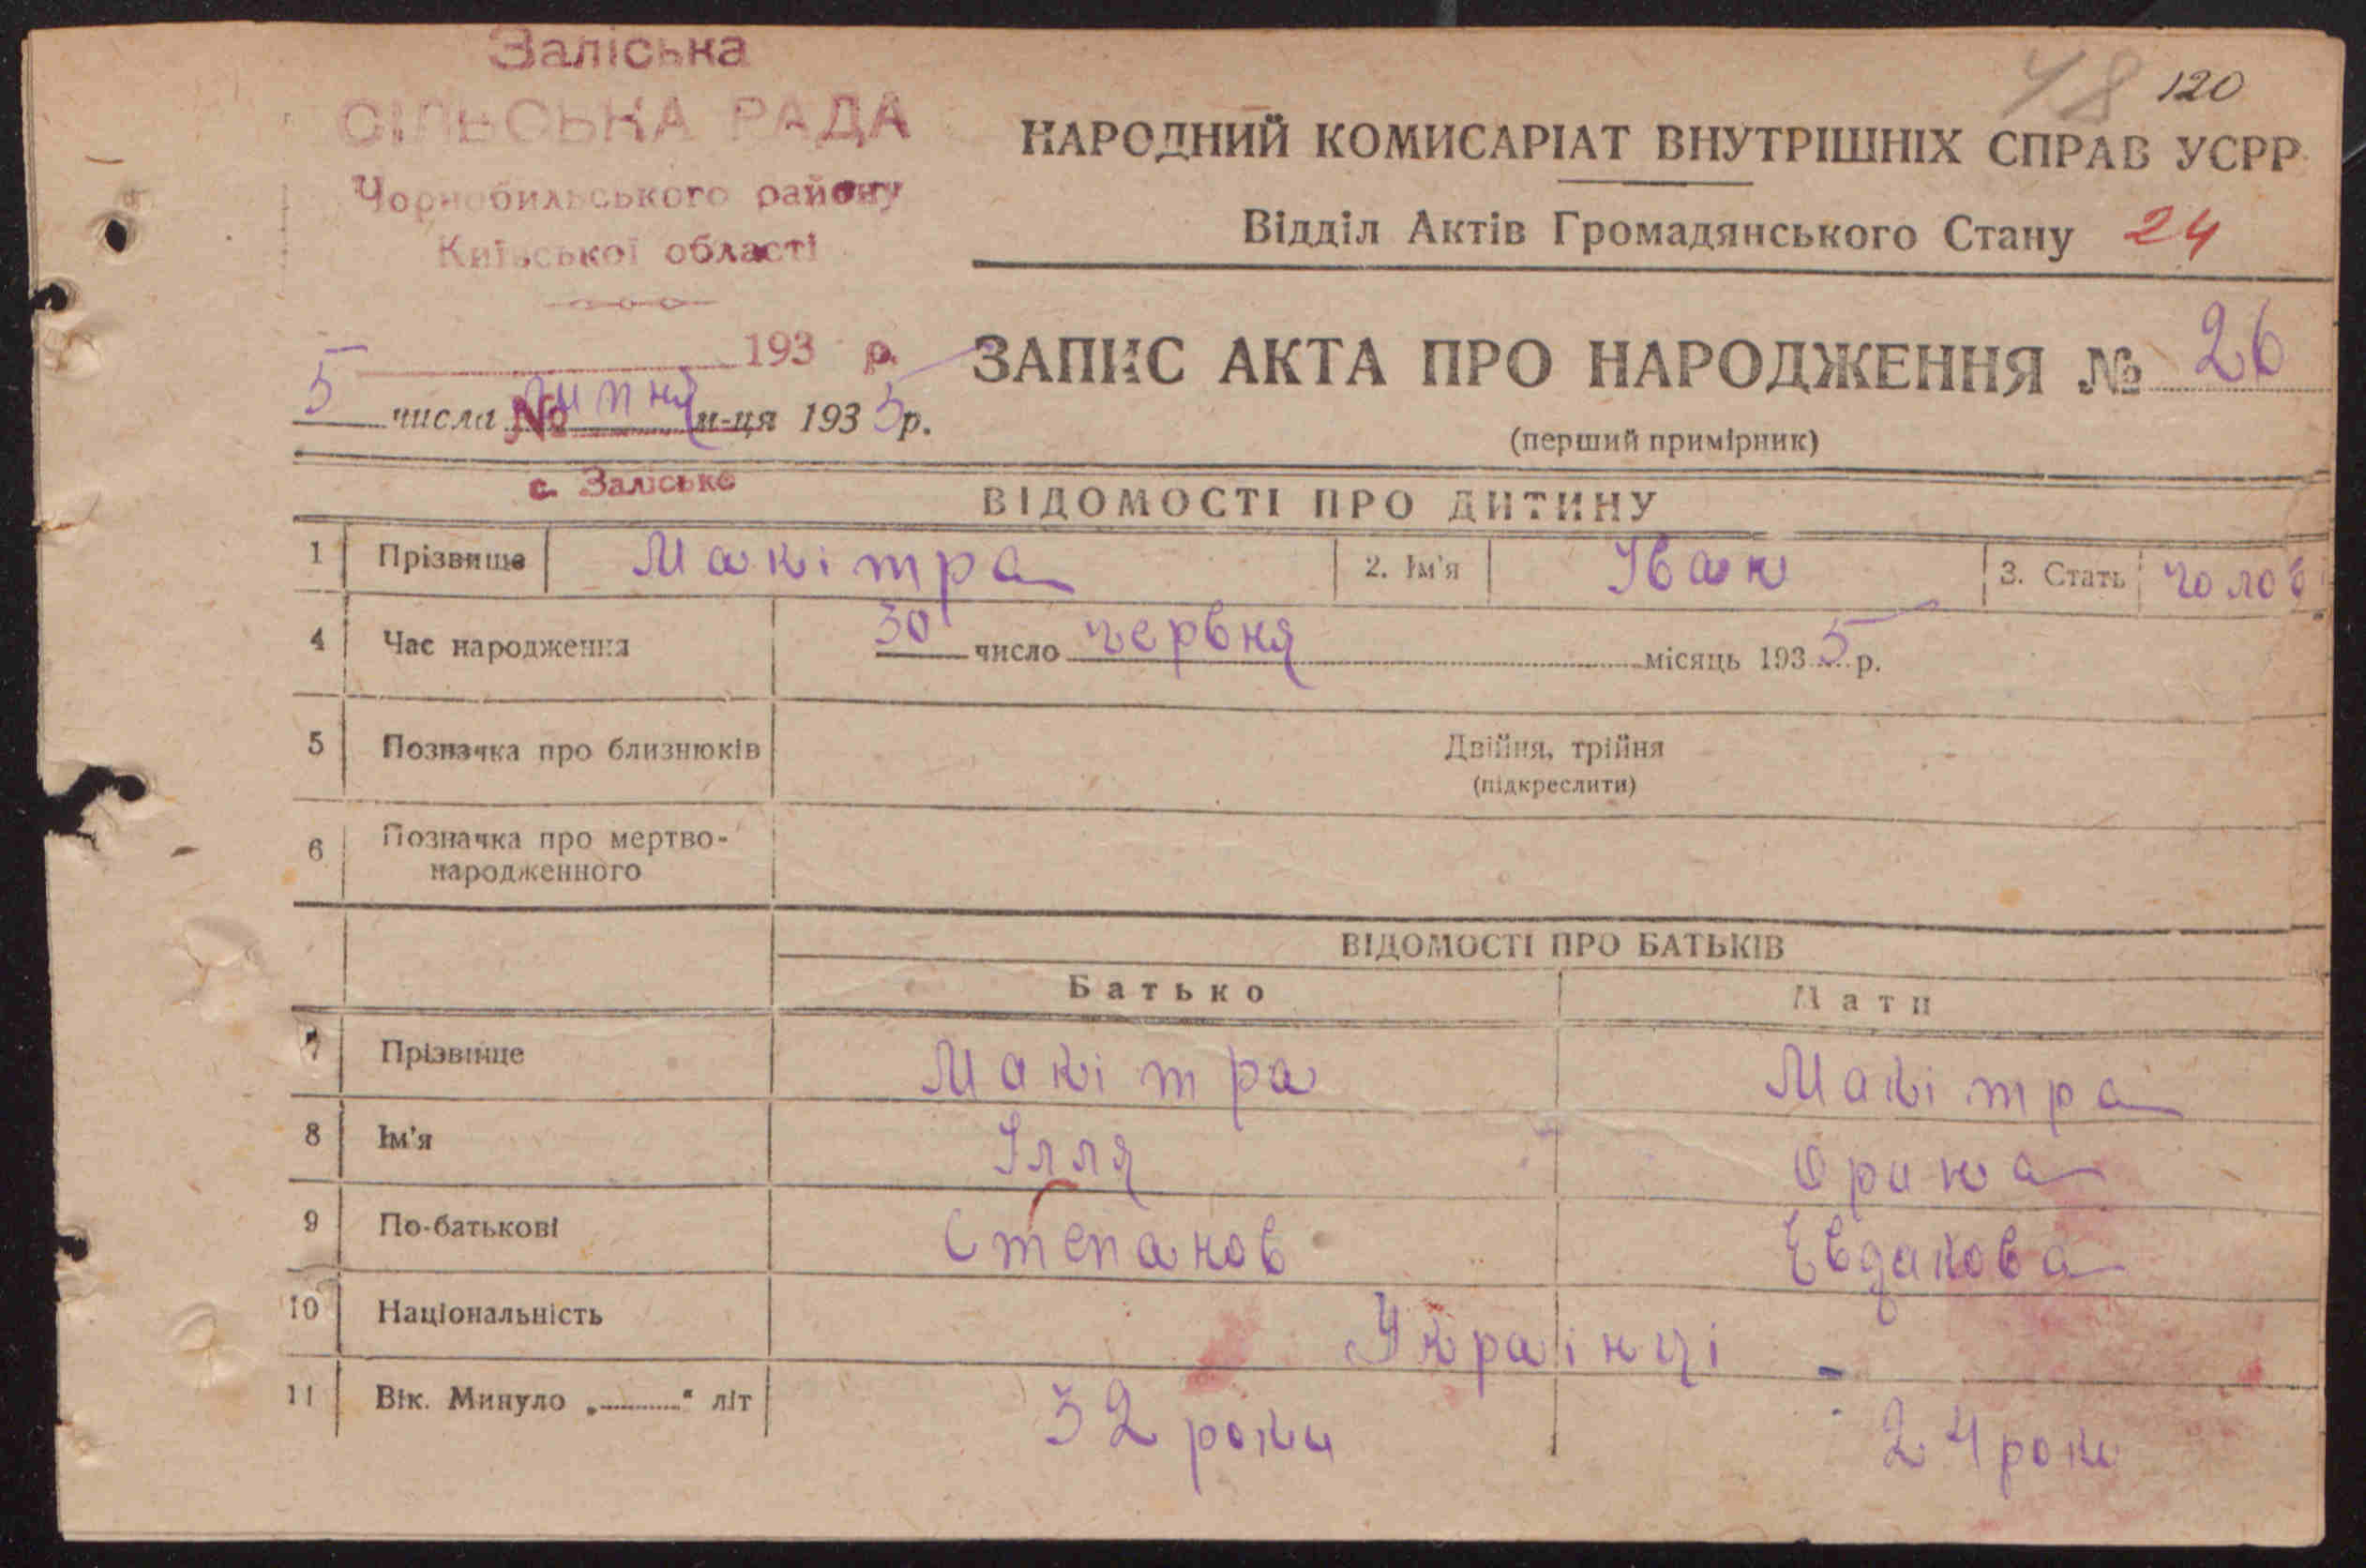 Заліська
СІЛЬСЬКА РАДА
Чорнобильського району
Київської області
48 120
НАРОДНИЙ КОМИСАРІАТ ВНУТРІШНІХ СПРАВ УСРР
Відділ Актів Громадянського Стану 24
193 р.
5 числа липня м-ця 1935 р.
№
с. Заліське
ЗАПИС АКТА ПРО НАРОДЖЕННЯ № 26
(перший примірник)
ВІДОМОСТІ ПРО ДИТИНУ
1 Прізвище Макітра 2. Ім'я Іван 3. Стать чолов
4 Час народження 30 число червня місяць 1935 р.
5 Позначка про близнюків Двійня, трійня
(підкреслити)
6 Позначка про мертво-
народженного
ВІДОМОСТІ ПРО БАТЬКІВ
Батько Мати
7 Прізвище Макітра Макітра
8 Ім'я Ілля Орина
9 По-батькові Степанов
10 Національність Українці
11 Вік. Минуло „ “ літ 32 роки 24 роки